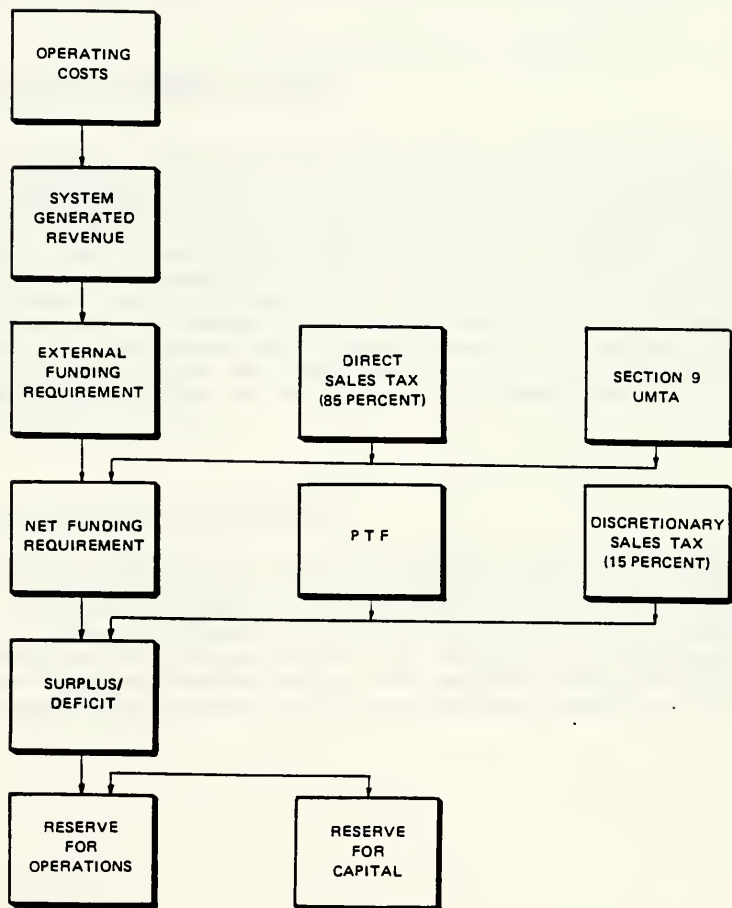 OPERATING
COSTS
SYSTEM
GENERATED
REVENUE
EXTERNAL
FUNDING
REQUIREMENT
DIRECT
SALES TAX
(85 PERCENT)
SECTION 9
UMTA
NET FUNDING
REQUIREMENT
PTF
DISCRETIONARY
SALES TAX
(15 PERCENT)
SURPLUS/
DEFICIT
RESERVE
FOR
OPERATIONS
RESERVE
FOR
CAPITAL